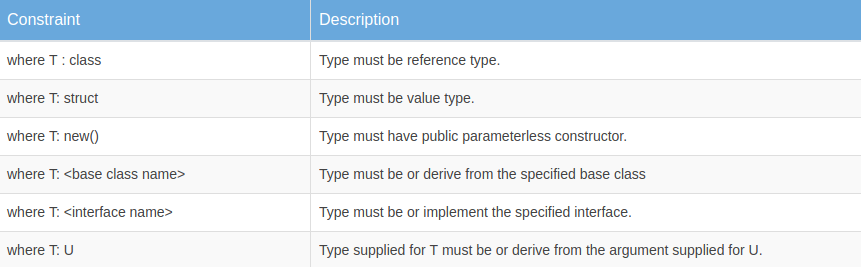 Constraint Description
where T : class Type must be reference type.
where T: struct Type must be value type.
where T: new() Type must have public parameterless constructor.
where T: <base class name> Type must be or derive from the specified base class
where T: <interface name> Type must be or implement the specified interface.
where T: U Type supplied for T must be or derive from the argument supplied for U.